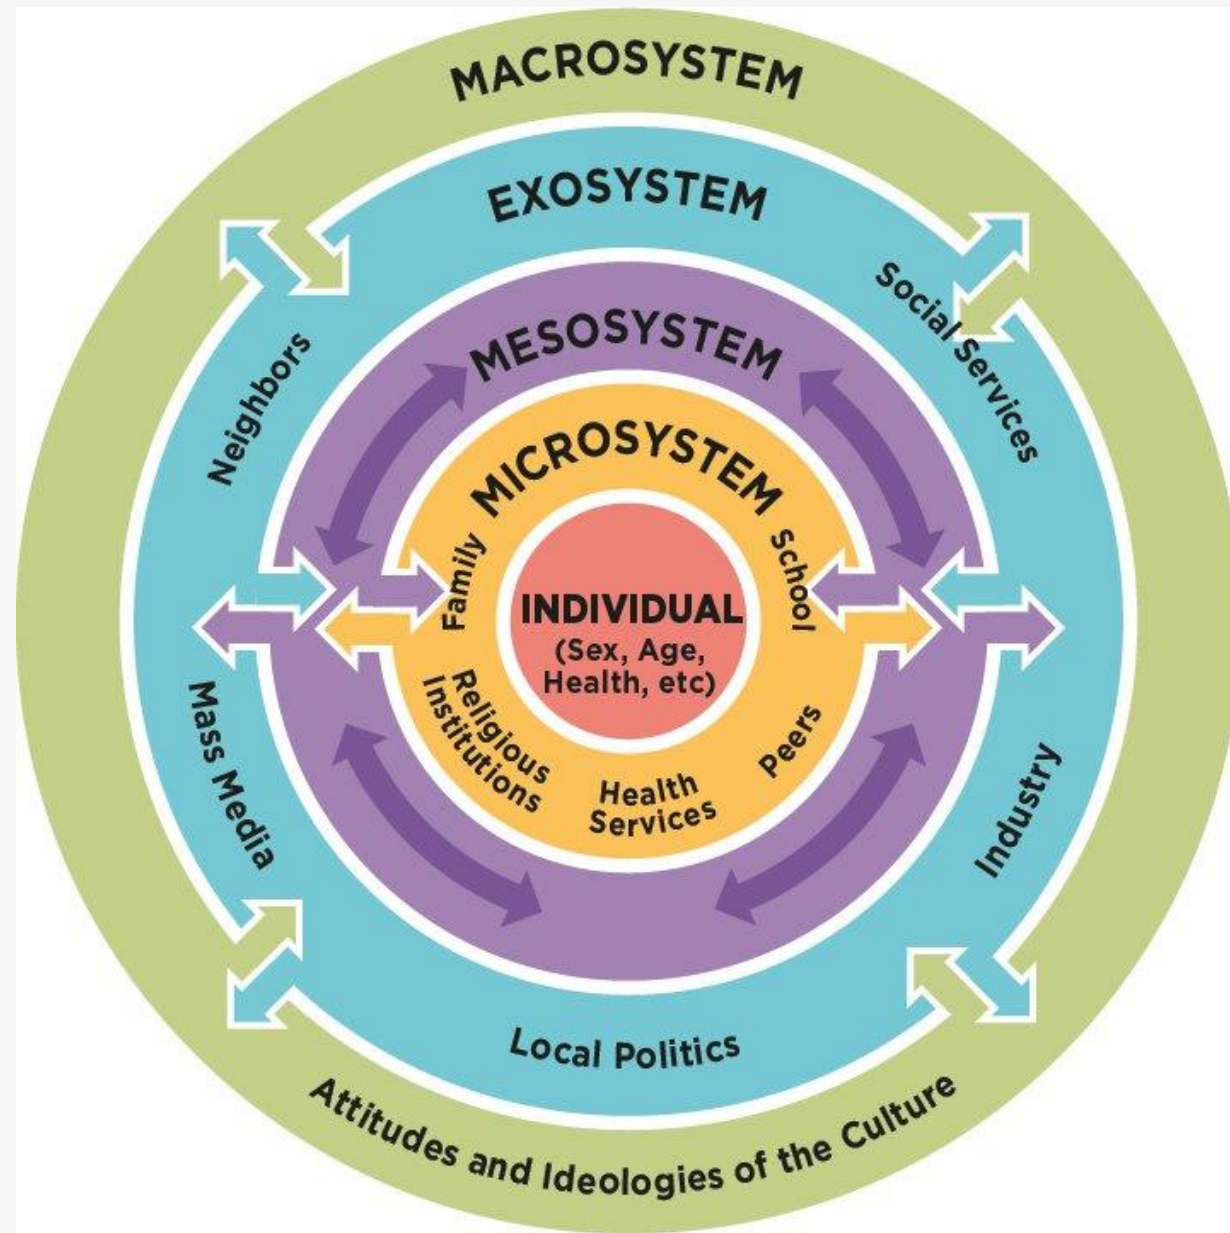 MACROSYSTEM
EXOSYSTEM
Social Services
Neighbors
MESOSYSTEM
MICROSYSTEM
Family
School
INDIVIDUAL
(Sex, Age,
Health, etc)
Religious
Institutions
Health
Services
Peers
Mass Media
Industry
Local Politics
Attitudes and Ideologies of the Culture